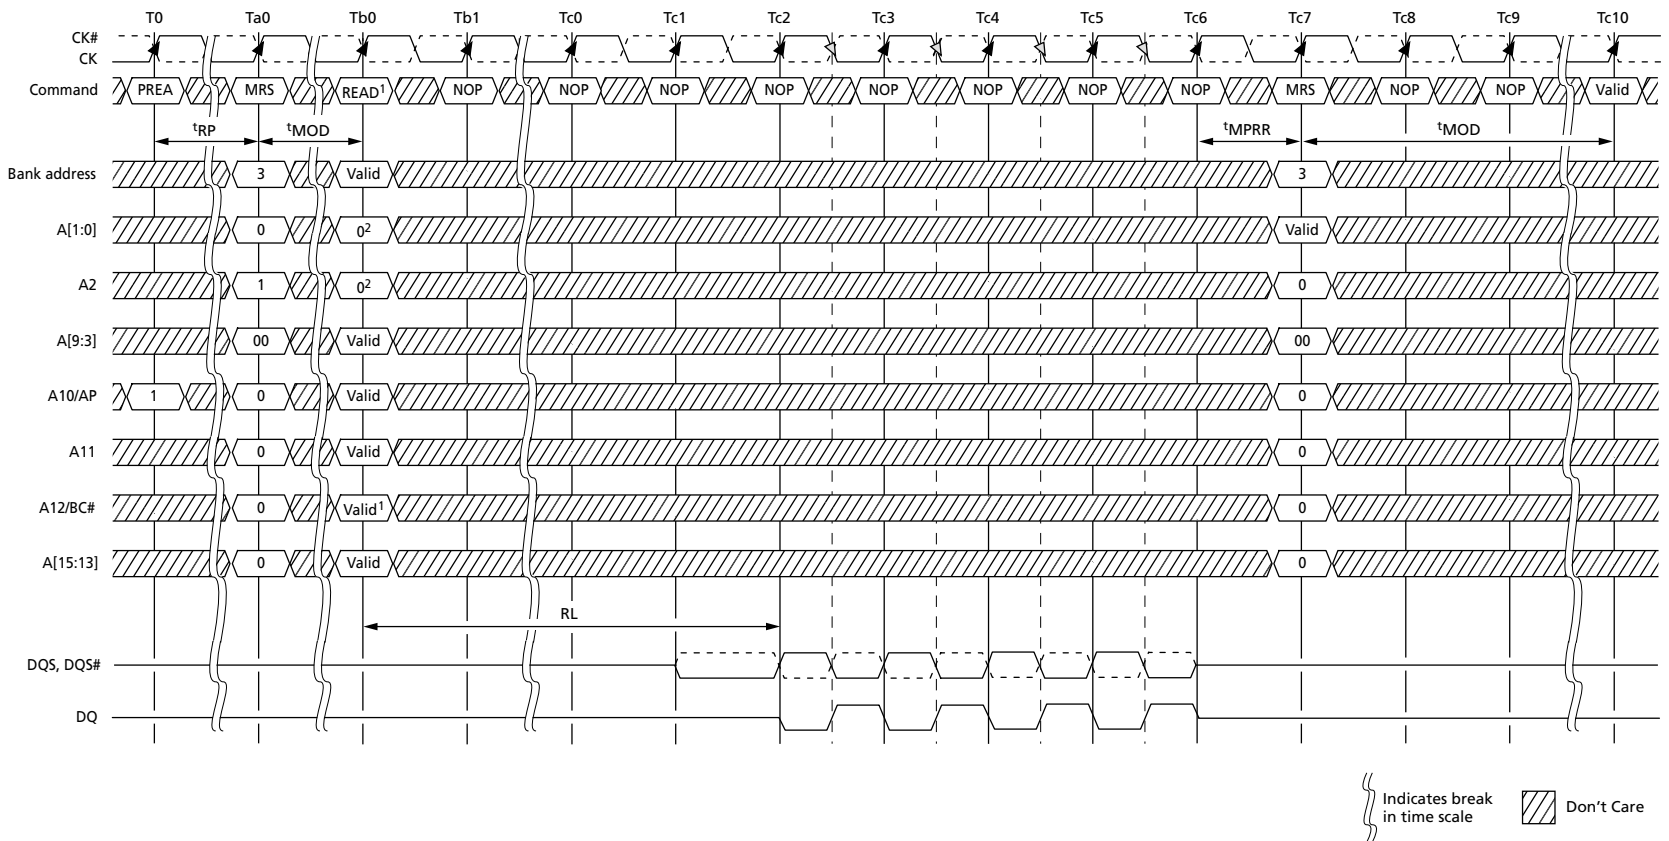 T0 Ta0 Tb0 Tb1 Tc0 Tc1 Tc2 Tc3 Tc4 Tc5 Tc6 Tc7 Tc8 Tc9 Tc10
CK#
CK
Command PREA MRS READ1 NOP NOP NOP NOP NOP NOP NOP NOP MRS NOP NOP Valid
tRP tMOD tMPRR tMOD
Bank address 3 Valid 3
A[1:0] 0 02 Valid
A2 1 02 0
A[9:3] 00 Valid 00
A10/AP 1 0 Valid 0
A11 0 Valid 0
A12/BC# 0 Valid1 0
A[15:13] 0 Valid 0
RL
DQS, DQS#
DQ
Indicates break
in time scale
Don't Care